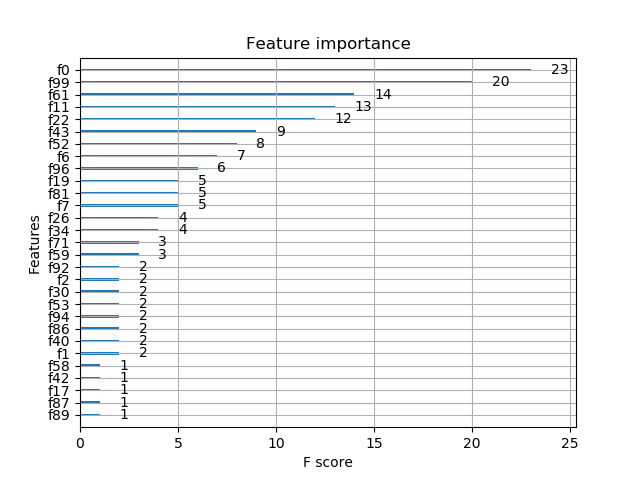 Feature importance
f0 23
f99 20
f61 14
f11 13
f22 12
f43 9
f52 8
f6 7
f96 6
f19 5
f81 5
f7 5
f26 4
f34 4
f71 3
f59 3
f92 2
f2 2
f30 2
f53 2
f94 2
f86 2
f40 2
f1 2
f58 1
f42 1
f17 1
f87 1
f89 1
Features
0 5 10 15 20 25
F score